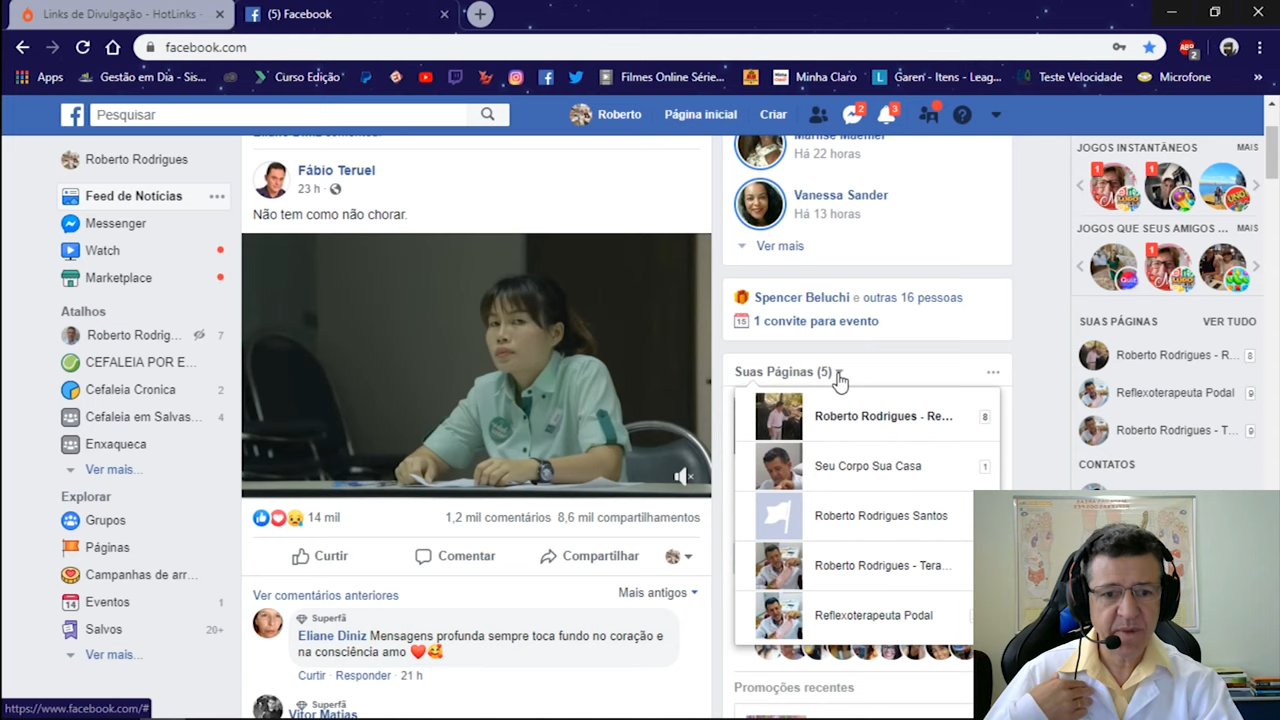 Links de Divulgação - HotLinks -
(5) Facebook
facebook.com
2
Apps
Gestão em Dia - Sis...
Curso Edição
Filmes Online Série...
Minha Claro
Garen - Itens - Leag...
Teste Velocidade
Microfone
»
Pesquisar
Roberto
Página inicial
Criar
2
3
Roberto Rodrigues
Feed de Notícias
Messenger
Watch
Marketplace
Atalhos
Roberto Rodrig... 7
CEFALEIA POR E...
Cefaleia Cronica 2
Cefaleia em Salvas... 4
Enxaqueca
Ver mais...
Explorar
Grupos
Páginas
Campanhas de arr...
14 Eventos 1
Salvos 20+
Ver mais...
https://www.facebook.com/#
Fábio Teruel
23 h ·
Não tem como não chorar.
14 mil
1,2 mil comentários 8,6 mil compartilhamentos
Curtir
Comentar
Compartilhar
Ver comentários anteriores
Mais antigos
Superfã
Eliane Diniz Mensagens profunda sempre toca fundo no coração e
na consciência amo
Curtir · Responder · 21 h
Superfã
Vitor Matias
Há 22 horas
Vanessa Sander
Há 13 horas
Ver mais
Spencer Beluchi e outras 16 pessoas
15 1 convite para evento
Suas Páginas (5)
Roberto Rodrigues - Re... 8
Seu Corpo Sua Casa 1
Roberto Rodrigues Santos
Roberto Rodrigues - Tera...
Reflexoterapeuta Podal
Promoções recentes
JOGOS INSTANTÂNEOS MAIS
1
1
JOGOS QUE SEUS AMIGOS ... MAIS
1
SUAS PÁGINAS VER TUDO
Roberto Rodrigues - R... 8
Reflexoterapeuta Podal 9
Roberto Rodrigues - T... 9
CONTATOS